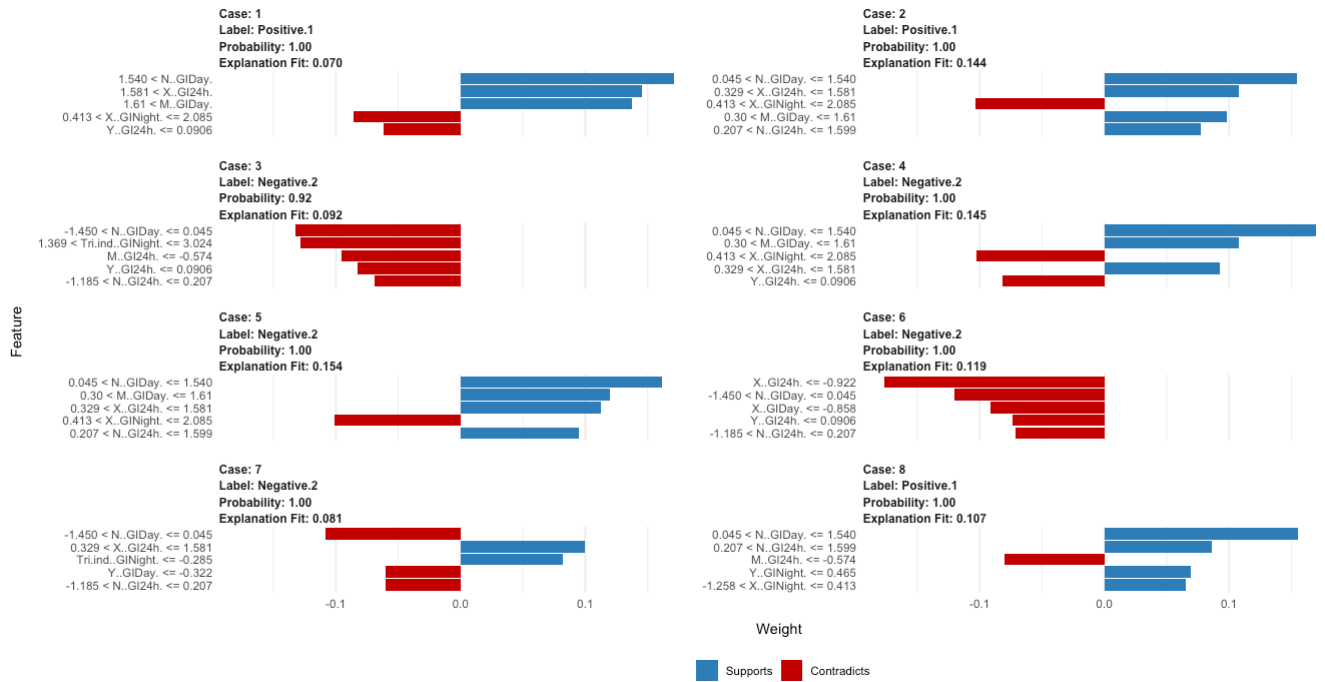 Case: 1
Label: Positive.1
Probability: 1.00
Explanation Fit: 0.070
1.540 < N..GIDay.
1.581 < X..GI24h.
1.61 < M..GIDay.
0.413 < X..GINight. <= 2.085
Y..GI24h. <= 0.0906
Case: 2
Label: Positive.1
Probability: 1.00
Explanation Fit: 0.144
0.045 < N..GIDay. <= 1.540
0.329 < X..GI24h. <= 1.581
0.413 < X..GINight. <= 2.085
0.30 < M..GIDay. <= 1.61
0.207 < N..GI24h. <= 1.599
Case: 3
Label: Negative.2
Probability: 0.92
Explanation Fit: 0.092
-1.450 < N..GIDay. <= 0.045
1.369 < Tri.ind..GINight. <= 3.024
M..GI24h. <= -0.574
Y..GI24h. <= 0.0906
-1.185 < N..GI24h. <= 0.207
Case: 4
Label: Negative.2
Probability: 1.00
Explanation Fit: 0.145
0.045 < N..GIDay. <= 1.540
0.30 < M..GIDay. <= 1.61
0.413 < X..GINight. <= 2.085
0.329 < X..GI24h. <= 1.581
Y..GI24h. <= 0.0906
Feature
Case: 5
Label: Negative.2
Probability: 1.00
Explanation Fit: 0.154
0.045 < N..GIDay. <= 1.540
0.30 < M..GIDay. <= 1.61
0.329 < X..GI24h. <= 1.581
0.413 < X..GINight. <= 2.085
0.207 < N..GI24h. <= 1.599
Case: 6
Label: Negative.2
Probability: 1.00
Explanation Fit: 0.119
X..GI24h. <= -0.922
-1.450 < N..GIDay. <= 0.045
X..GIDay. <= -0.858
Y..GI24h. <= 0.0906
-1.185 < N..GI24h. <= 0.207
Case: 7
Label: Negative.2
Probability: 1.00
Explanation Fit: 0.081
-1.450 < N..GIDay. <= 0.045
0.329 < X..GI24h. <= 1.581
Tri.ind..GINight. <= -0.285
Y..GIDay. <= -0.322
-1.185 < N..GI24h. <= 0.207
Case: 8
Label: Positive.1
Probability: 1.00
Explanation Fit: 0.107
0.045 < N..GIDay. <= 1.540
0.207 < N..GI24h. <= 1.599
M..GI24h. <= -0.574
Y..GINight. <= 0.465
-1.258 < X..GINight. <= 0.413
-0.1 0.0 0.1
-0.1 0.0 0.1
Weight
Supports Contradicts